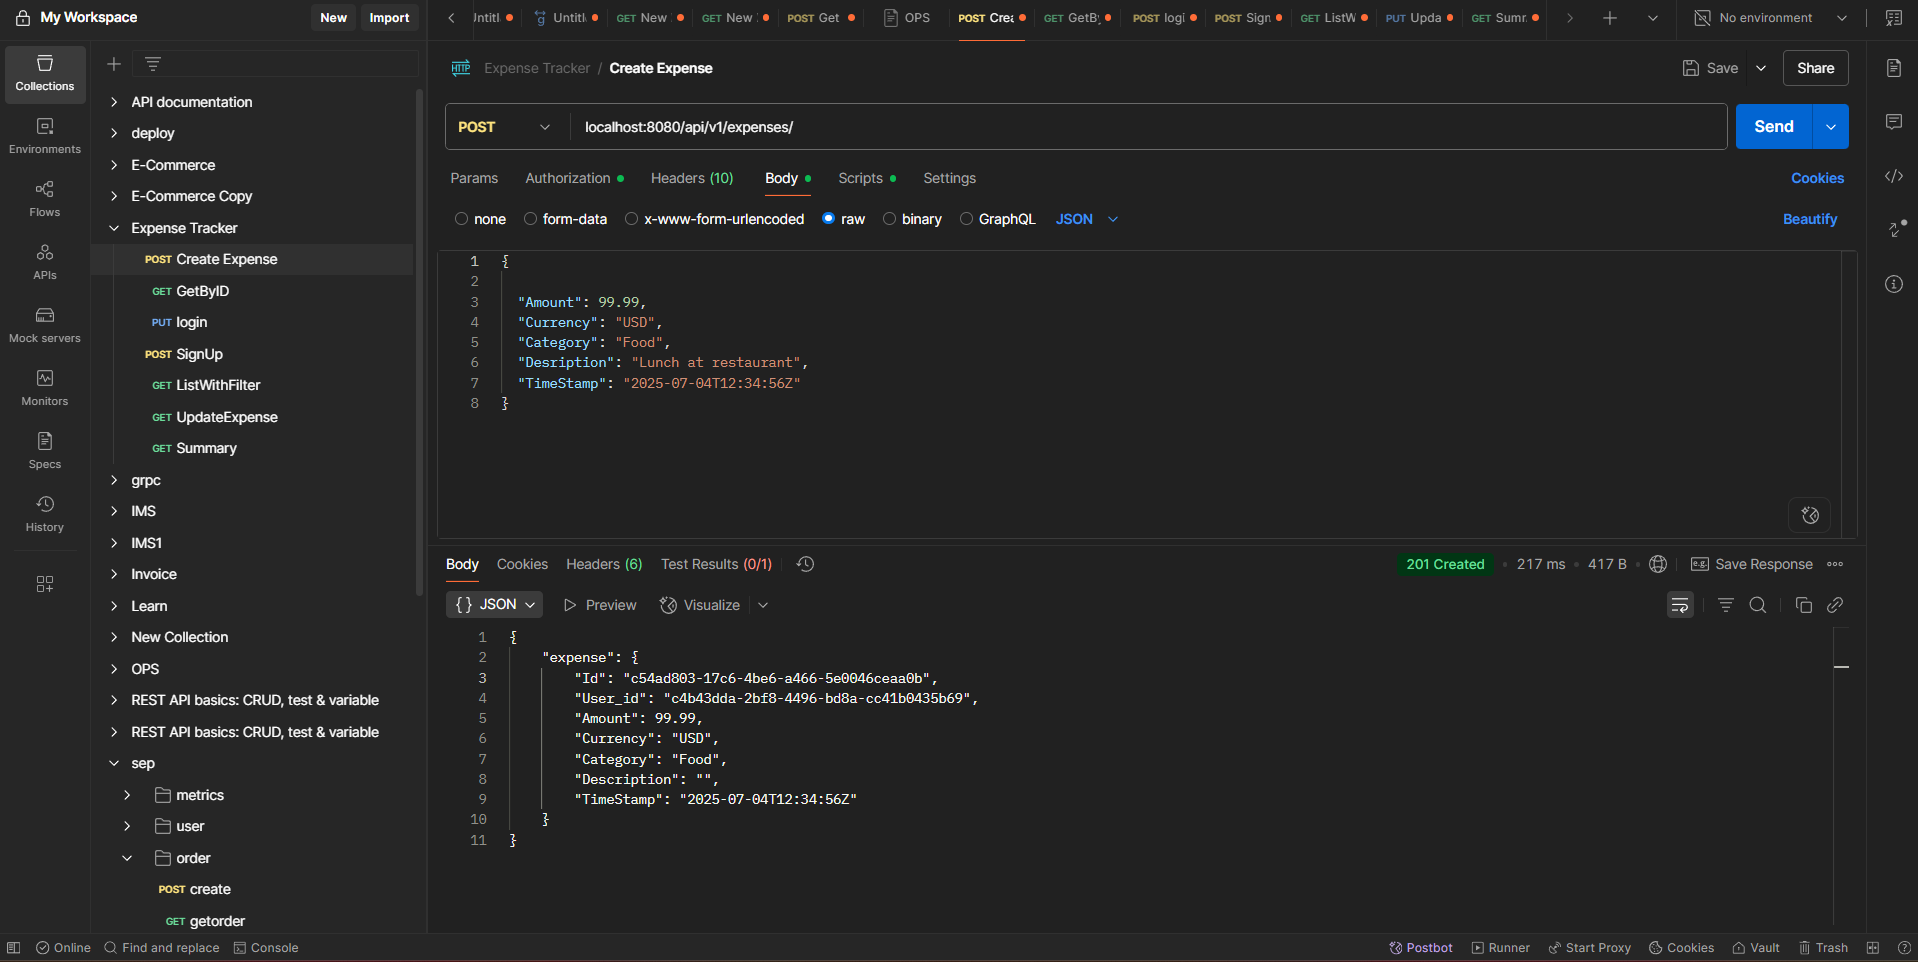 My Workspace
New
Import
Untitl
Untitl
GET New
GET New
POST Get
OPS
POST Crea
GET GetBy
POST logi
POST Sign
GET ListW
PUT Upda
GET Sumr
No environment
Collections
Environments
Flows
APIs
Mock servers
Monitors
Specs
History
API documentation
deploy
E-Commerce
E-Commerce Copy
Expense Tracker
POST Create Expense
GET GetByID
PUT login
POST SignUp
GET ListWithFilter
GET UpdateExpense
GET Summary
grpc
IMS
IMS1
Invoice
Learn
New Collection
OPS
REST API basics: CRUD, test & variable
REST API basics: CRUD, test & variable
sep
metrics
user
order
POST create
GET getorder
HTTP Expense Tracker / Create Expense
Save
Share
POST localhost:8080/api/v1/expenses/
Send
Params Authorization Headers (10) Body Scripts Settings Cookies
none form-data x-www-form-urlencoded raw binary GraphQL JSON Beautify
1 {
2
3 "Amount": 99.99,
4 "Currency": "USD",
5 "Category": "Food",
6 "Desription": "Lunch at restaurant",
7 "TimeStamp": "2025-07-04T12:34:56Z"
8 }
Body Cookies Headers (6) Test Results (0/1) 201 Created 217 ms 417 B e.g. Save Response
{} JSON Preview Visualize
1 {
2 "expense": {
3 "Id": "c54ad803-17c6-4be6-a466-5e0046ceaa0b",
4 "User_id": "c4b43dda-2bf8-4496-bd8a-cc41b0435b69",
5 "Amount": 99.99,
6 "Currency": "USD",
7 "Category": "Food",
8 "Description": "",
9 "TimeStamp": "2025-07-04T12:34:56Z"
10 }
11 }
Online Find and replace Console Postbot Runner Start Proxy Cookies Vault Trash